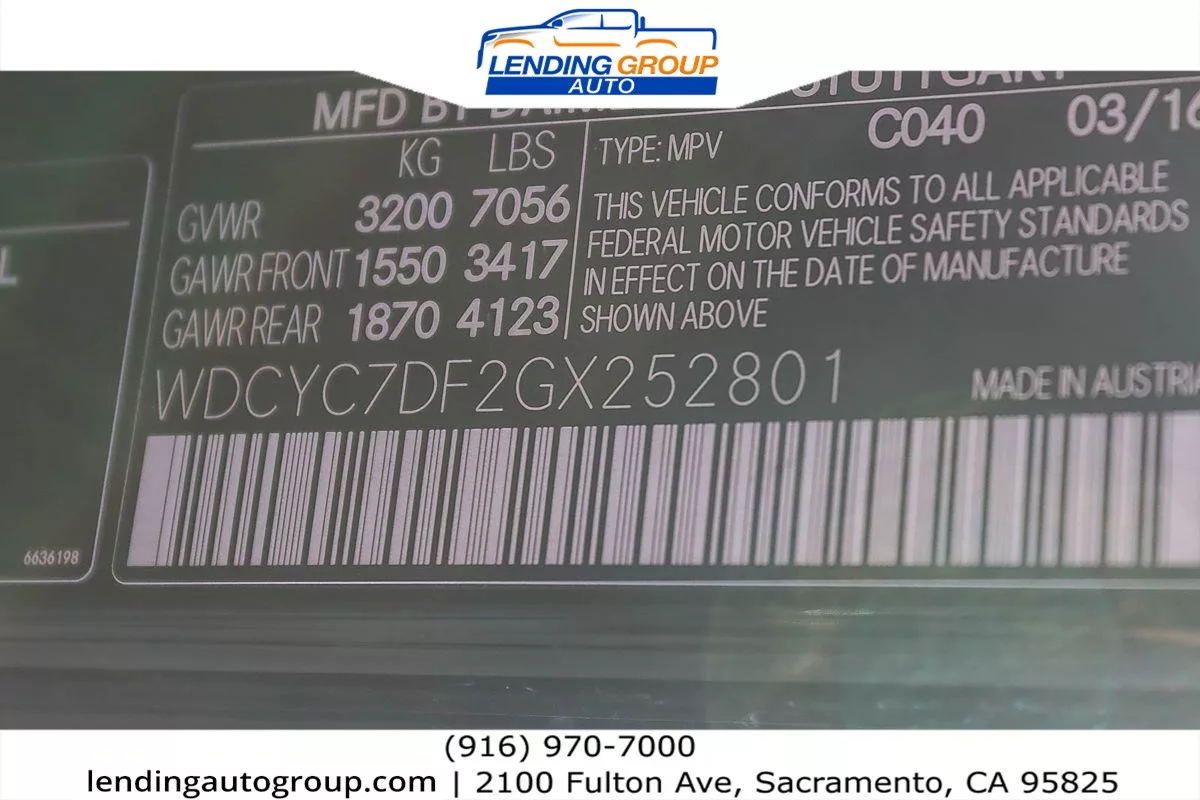 LENDING GROUP
AUTO
MFD BY
STUTTGART
KG LBS
TYPE: MPV
C040 03/16
GVWR 3200 7056
GAWR FRONT 1550 3417
GAWR REAR 1870 4123
THIS VEHICLE CONFORMS TO ALL APPLICABLE
FEDERAL MOTOR VEHICLE SAFETY STANDARDS
IN EFFECT ON THE DATE OF MANUFACTURE
SHOWN ABOVE
WDCYC7DF2GX252801
MADE IN AUSTRIA
L
6636198
(916) 970-7000
lendingautogroup.com | 2100 Fulton Ave, Sacramento, CA 95825